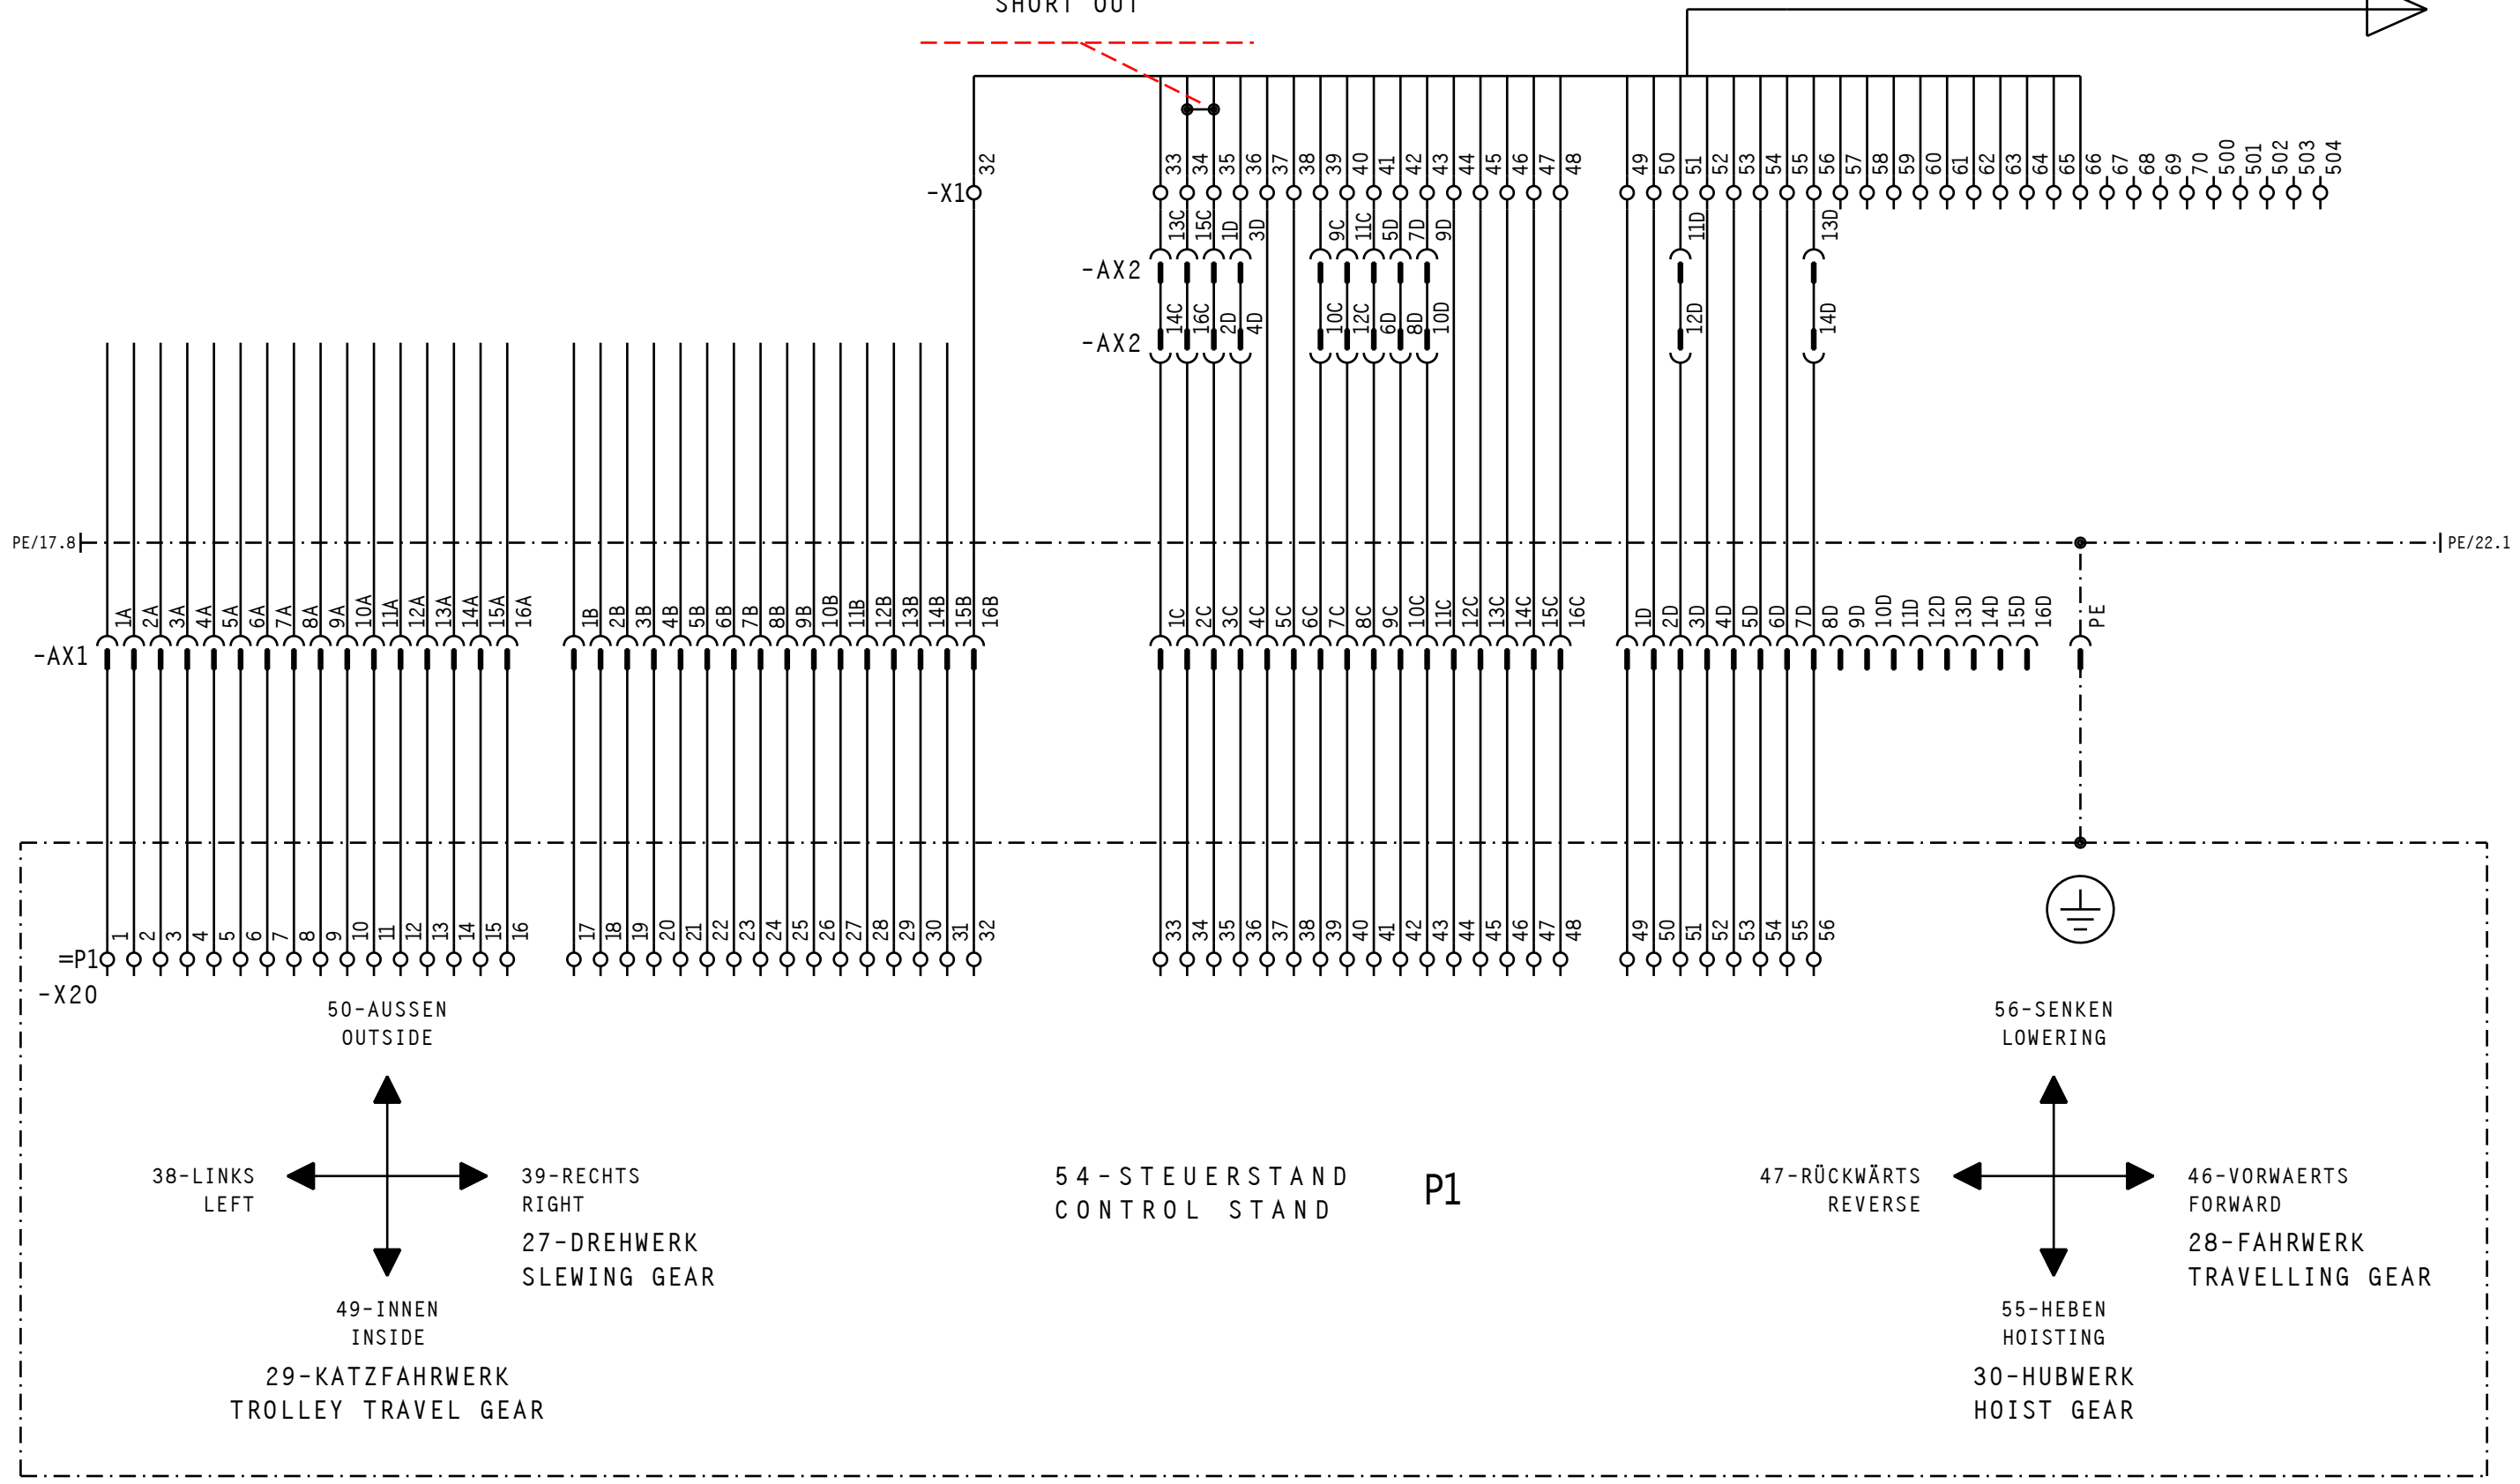 SHORT OUT
32 33 34 35 36 37 38 39 40 41 42 43 44 45 46 47 48 49 50 51 52 53 54 55 56 57 58 59 60 61 62 63 64 65 66 67 68 69 70 500 501 502 503 504
-X1
13C 15C 1D 3D 9C 11C 5D 7D 9D 11D 13D
-AX2
14C 16C 2D 4D 10C 12C 6D 8D 10D 12D 14D
-AX2
PE/17.8
PE/22.1
1A 2A 3A 4A 5A 6A 7A 8A 9A 10A 11A 12A 13A 14A 15A 16A 1B 2B 3B 4B 5B 6B 7B 8B 9B 10B 11B 12B 13B 14B 15B 16B 1C 2C 3C 4C 5C 6C 7C 8C 9C 10C 11C 12C 13C 14C 15C 16C 1D 2D 3D 4D 5D 6D 7D 8D 9D 10D 11D 12D 13D 14D 15D 16D PE
-AX1
1 2 3 4 5 6 7 8 9 10 11 12 13 14 15 16 17 18 19 20 21 22 23 24 25 26 27 28 29 30 31 32 33 34 35 36 37 38 39 40 41 42 43 44 45 46 47 48 49 50 51 52 53 54 55 56
=P1
-X20
50-AUSSEN
OUTSIDE
38-LINKS
LEFT
39-RECHTS
RIGHT
27-DREHWERK
SLEWING GEAR
49-INNEN
INSIDE
29-KATZFAHRWERK
TROLLEY TRAVEL GEAR
54-STEUERSTAND
CONTROL STAND
P1
56-SENKEN
LOWERING
47-RÜCKWÄRTS
REVERSE
46-VORWAERTS
FORWARD
28-FAHRWERK
TRAVELLING GEAR
55-HEBEN
HOISTING
30-HUBWERK
HOIST GEAR